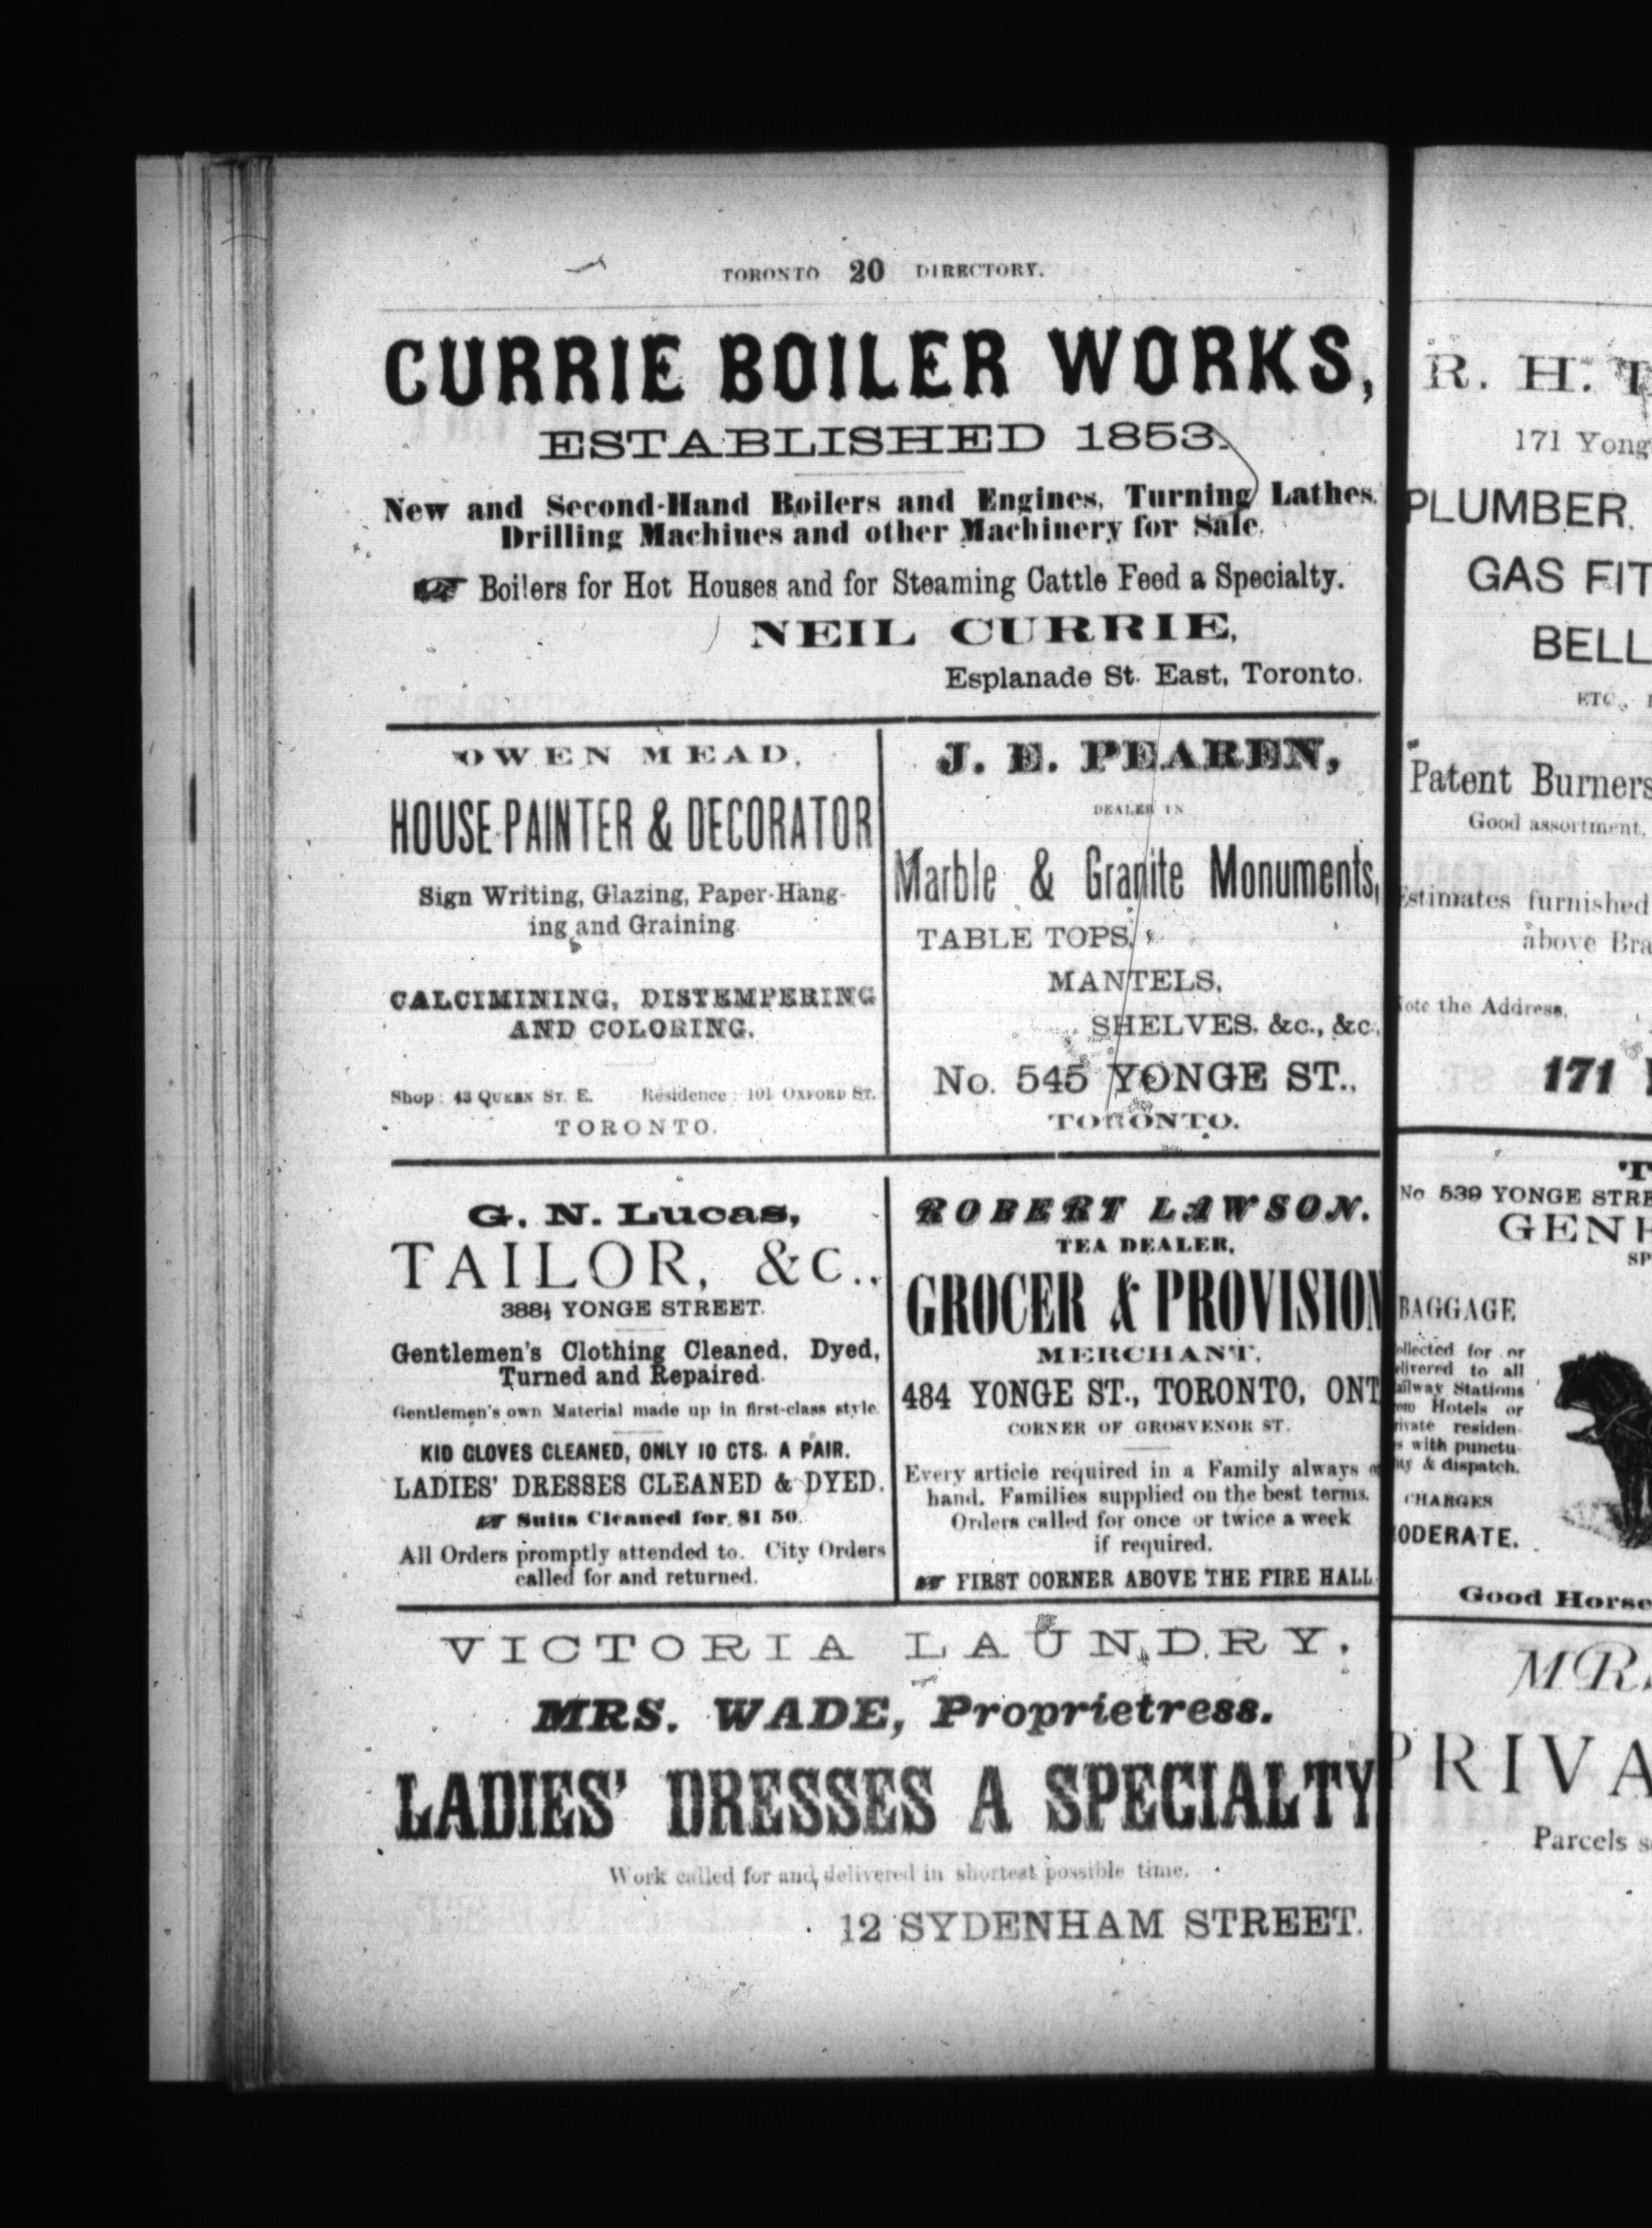 TORONTO 20 DIRECTORY.
CURRIE BOILER WORKS,
ESTABLISHED 1853.
New and Second-Hand Boilers and Engines, Turning Lathes,
Drilling Machines and other Machinery for Sale.
Boilers for Hot Houses and for Steaming Cattle Feed a Specialty.
NEIL CURRIE,
Esplanade St. East, Toronto.
OWEN MEAD,
HOUSE PAINTER & DECORATOR
Sign Writing, Glazing, Paper-Hang-
ing and Graining.
CALCIMINING, DISTEMPERING
AND COLORING.
Shop: 43 QUEEN ST. E. Residence: 101 OXFORD ST.
TORONTO.
J. E. PEAREN,
DEALER IN
Marble & Granite Monuments,
TABLE TOPS,
MANTELS,
SHELVES, &c., &c.,
No. 545 YONGE ST.,
TORONTO.
G. N. Lucas,
TAILOR, &c.,
388½ YONGE STREET.
Gentlemen's Clothing Cleaned, Dyed,
Turned and Repaired.
Gentlemen's own Material made up in first-class style.
KID GLOVES CLEANED, ONLY 10 CTS. A PAIR.
LADIES' DRESSES CLEANED & DYED.
Suits Cleaned for $1 50.
All Orders promptly attended to. City Orders
called for and returned.
ROBERT LAWSON.
TEA DEALER,
GROCER & PROVISION
MERCHANT.
484 YONGE ST., TORONTO, ONT
CORNER OF GROSVENOR ST.
Every article required in a Family always
hand. Families supplied on the best terms.
Orders called for once or twice a week
if required.
FIRST CORNER ABOVE THE FIRE HALL
VICTORIA LAUNDRY.
MRS. WADE, Proprietress.
LADIES' DRESSES A SPECIALTY
Work called for and delivered in shortest possible time.
12 SYDENHAM STREET.
R. H.
171 Yong
PLUMBER,
GAS FIT
BELL
ETC.,
Patent Burners
Good assortment,
furnished
above Bra
the Address,
171
No 539 YONGE STRE
GENE
SP
BAGGAGE
for or
to all
Stations
Hotels or
residen-
with punctu-
& dispatch.
CHARGES
ODERATE.
Good Horse
MRS
PRIVA
Parcels s